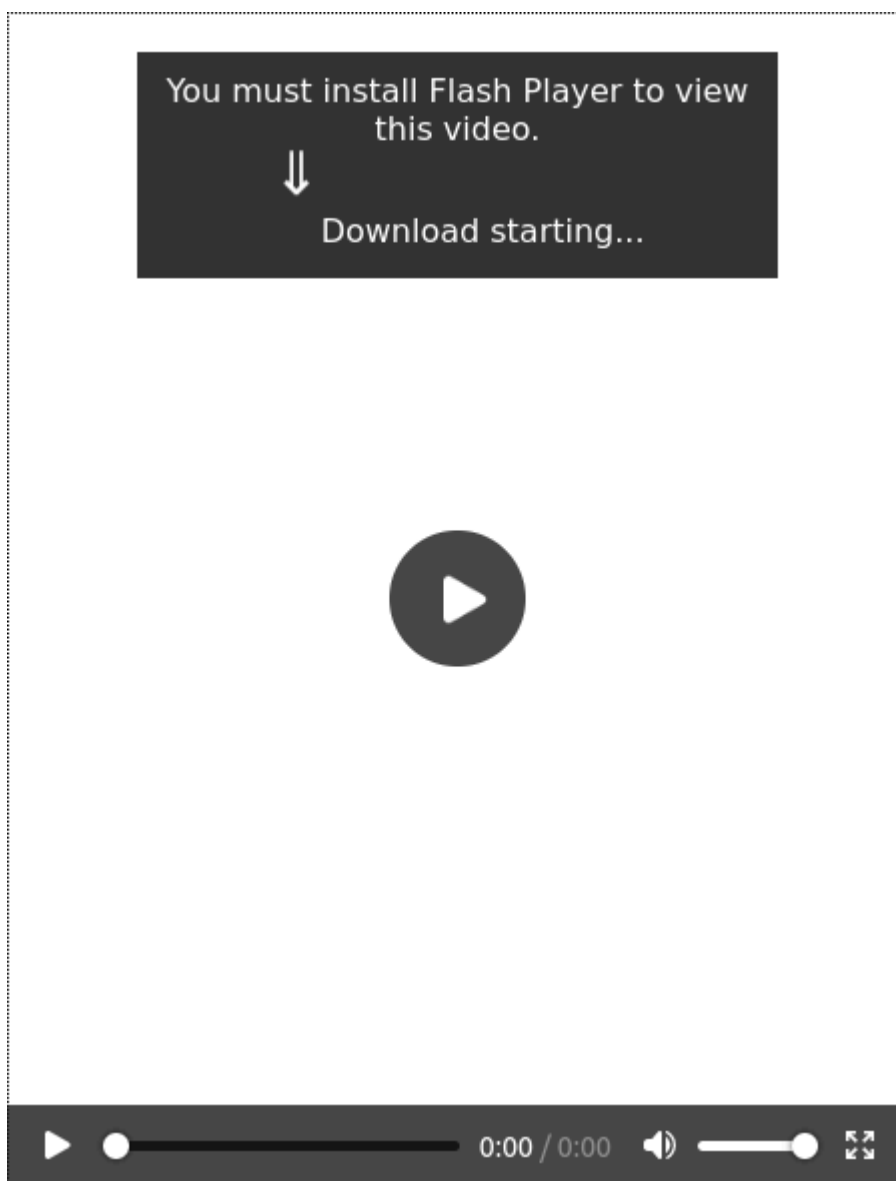 You must install Flash Player to view
this video.
⇓
Download starting...
0:00 / 0:00